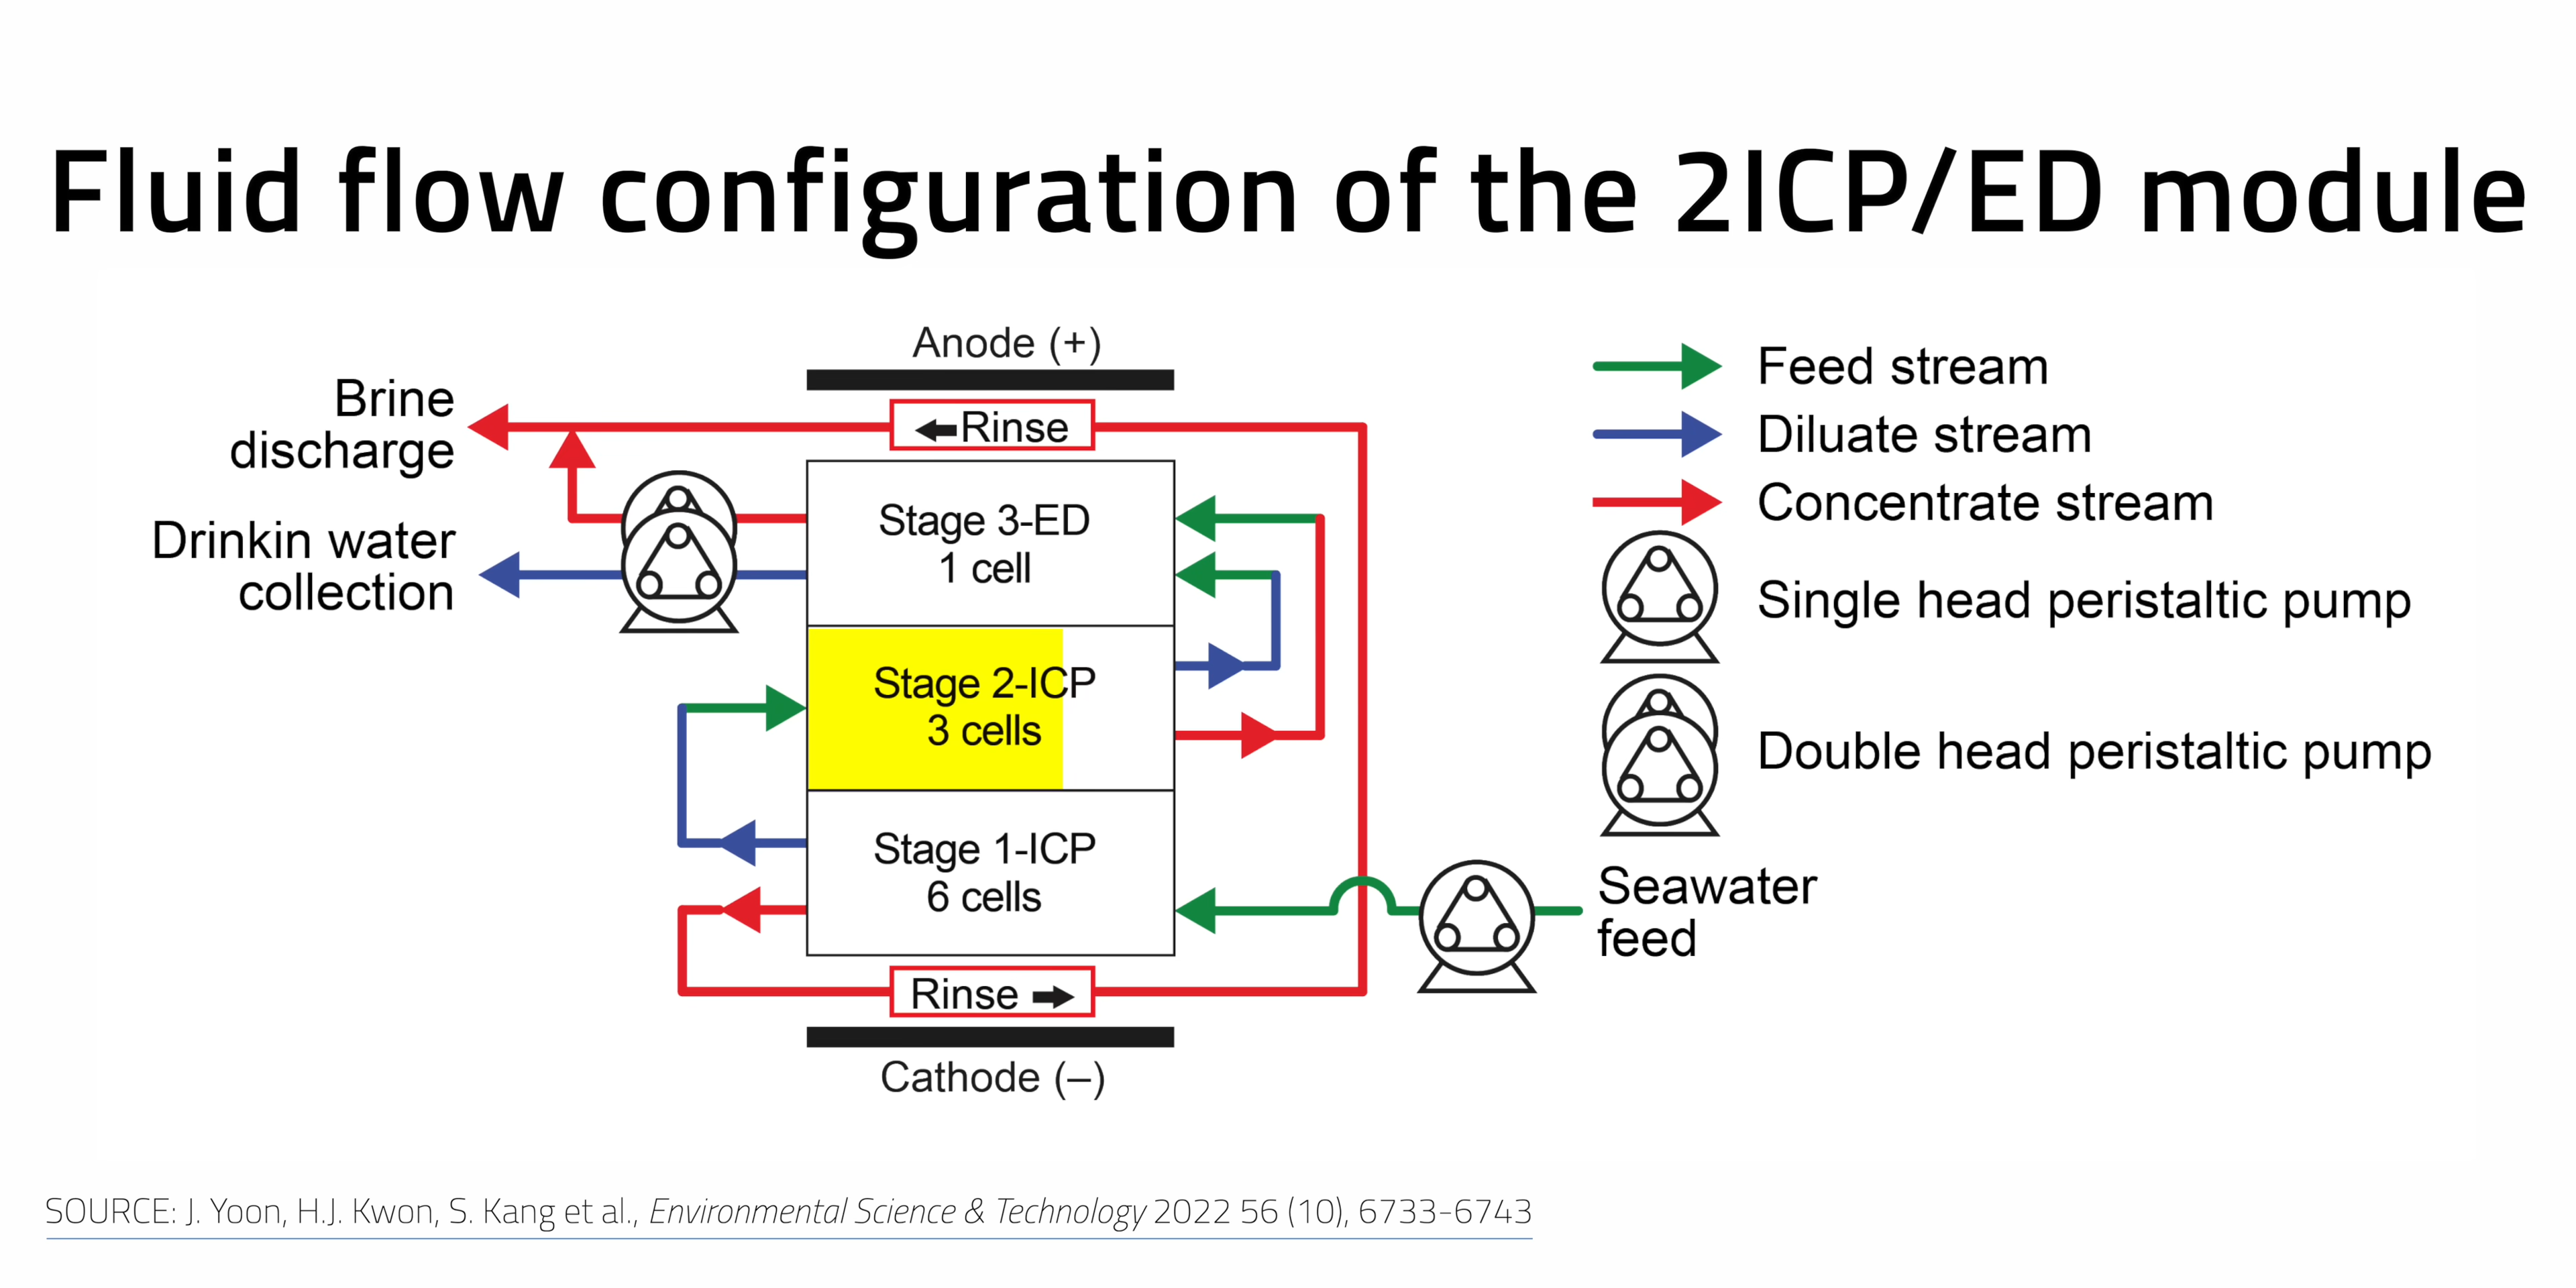 Fluid flow configuration of the 2ICP/ED module
Anode (+)
Brine
discharge
Rinse
Drinkin water
collection
Stage 3-ED
1 cell
Stage 2-ICP
3 cells
Stage 1-ICP
6 cells
Rinse
Cathode (–)
Feed stream
Diluate stream
Concentrate stream
Single head peristaltic pump
Double head peristaltic pump
Seawater
feed
SOURCE: J. Yoon, H.J. Kwon, S. Kang et al., Environmental Science & Technology 2022 56 (10), 6733-6743